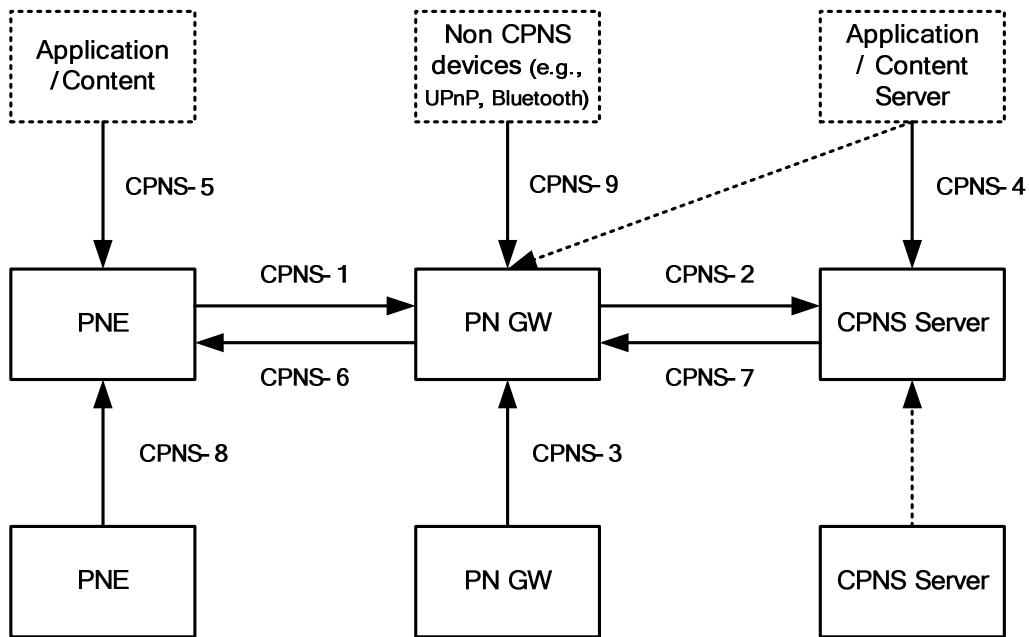 Application
/ Content
Non CPNS
devices (e.g.,
UPnP, Bluetooth)
Application
/ Content
Server
CPNS-5
CPNS-9
CPNS-4
CPNS-1
CPNS-2
PNE
PN GW
CPNS Server
CPNS-6
CPNS-7
CPNS-8
CPNS-3
PNE
PN GW
CPNS Server